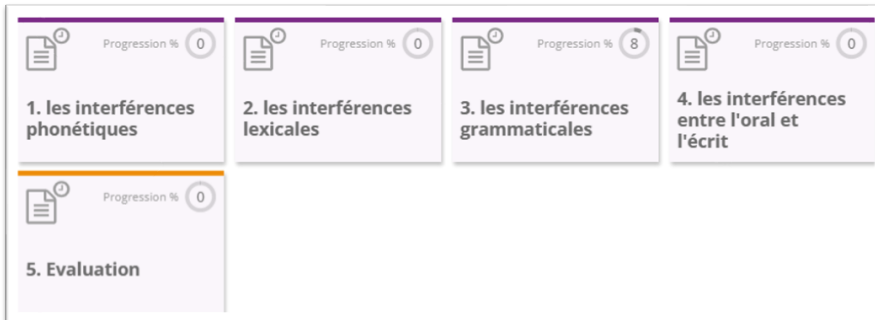 Progression % 0
1. les interférences
phonétiques
Progression % 0
2. les interférences
lexicales
Progression % 8
3. les interférences
grammaticales
Progression % 0
4. les interférences
entre l'oral et
l'écrit
Progression % 0
5. Evaluation